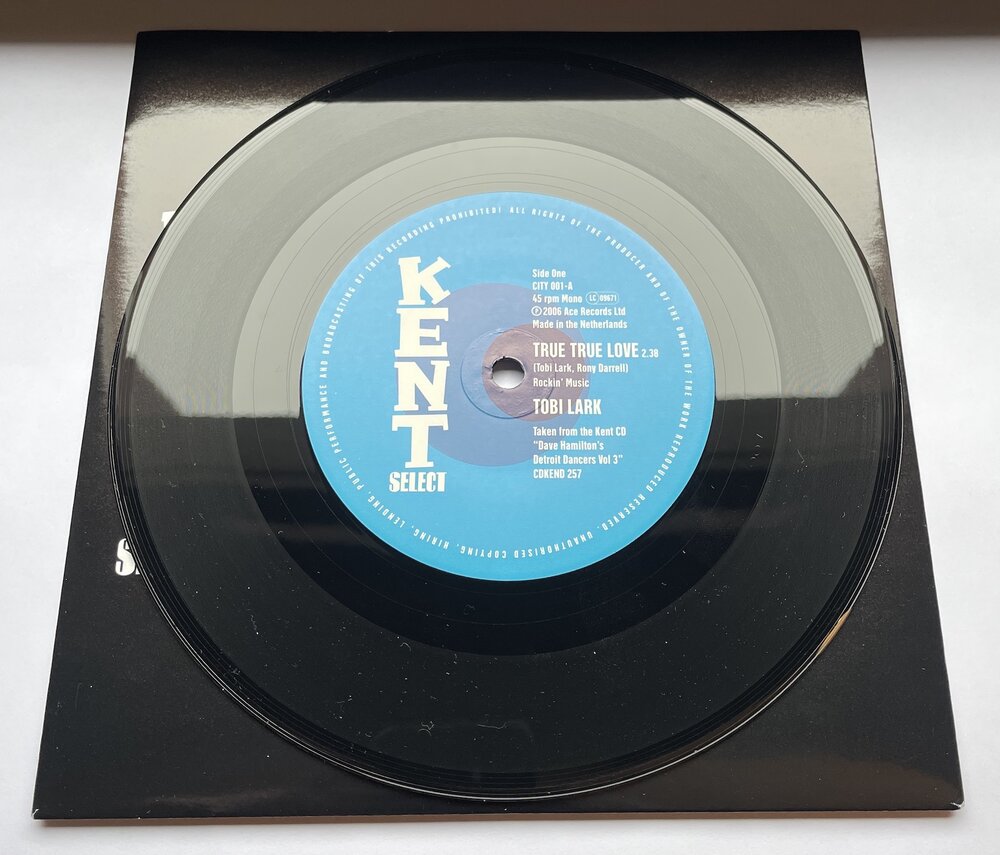 KENT
SELECT
Side One
CITY 001-A
45 rpm Mono LC 09671
Ⓟ 2006 Ace Records Ltd
Made in the Netherlands
TRUE TRUE LOVE 2.38
(Tobi Lark, Rony Darrell)
Rockin' Music
TOBI LARK
Taken from the Kent CD
"Dave Hamilton's
Detroit Dancers Vol 3"
CDKEND 257
ALL RIGHTS OF THE PRODUCER AND OF THE OWNER OF THE WORK REPRODUCED RESERVED. UNAUTHORISED COPYING, HIRING, LENDING, PUBLIC PERFORMANCE AND BROADCASTING OF THIS RECORDING PROHIBITED!
S